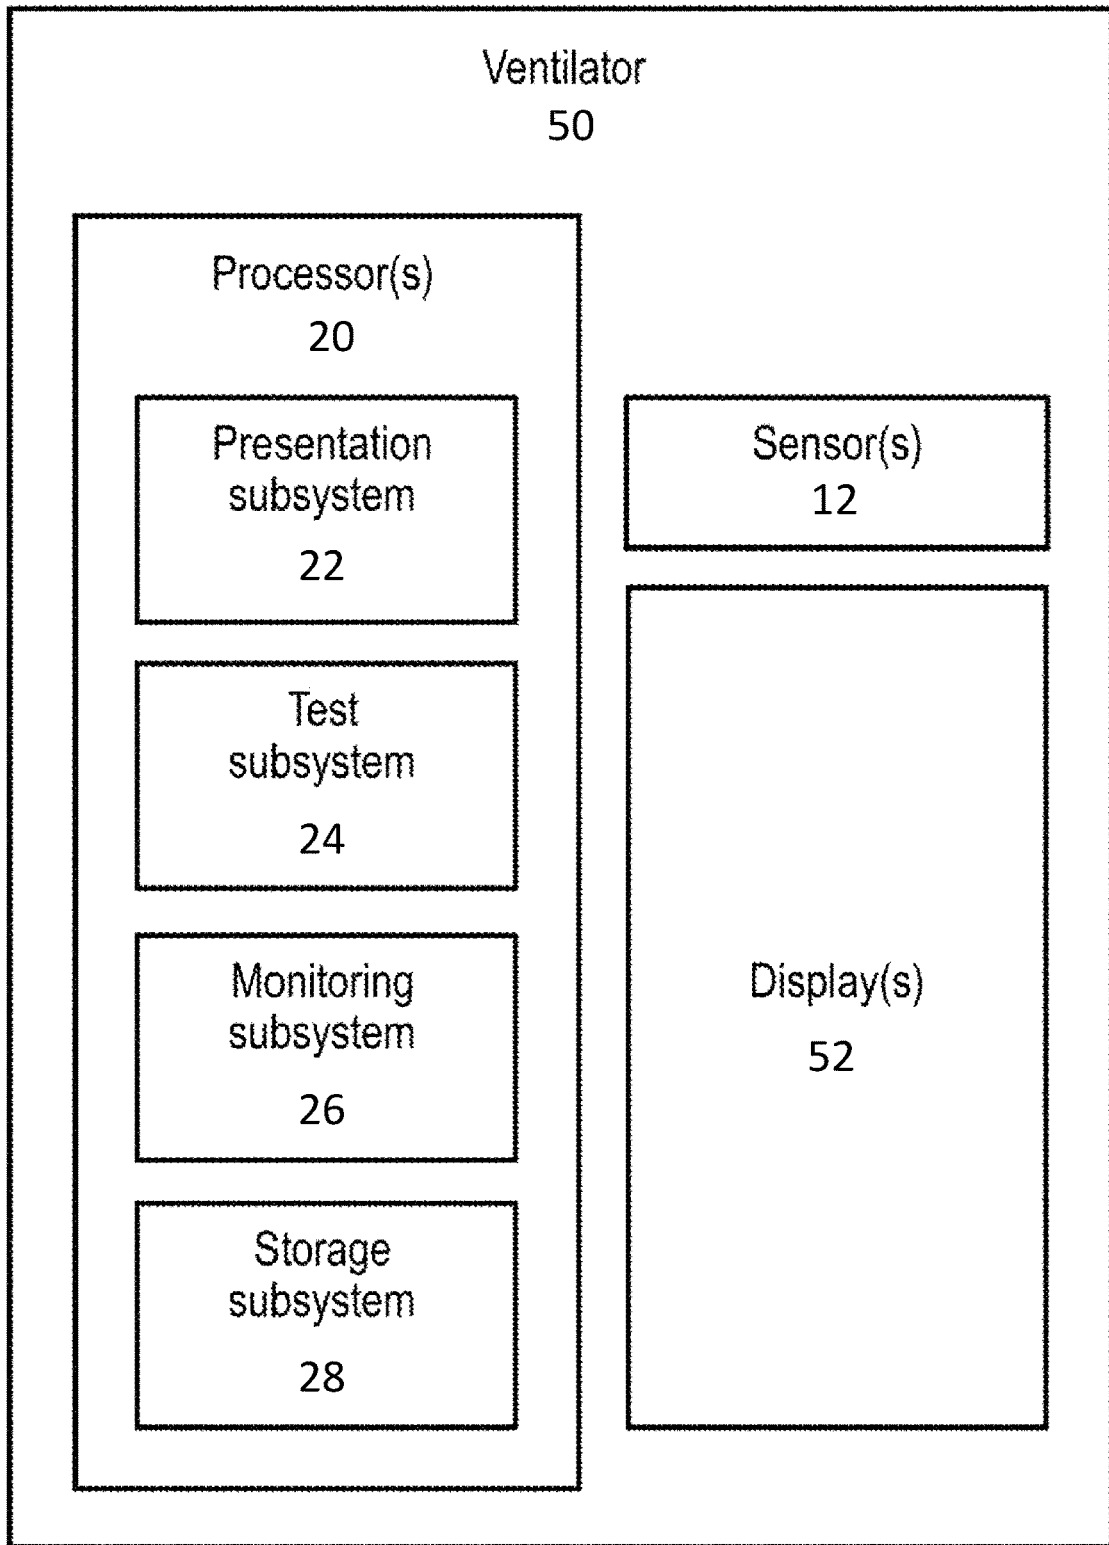 Ventilator
50
Processor(s)
20
Presentation
subsystem
22
Test
subsystem
24
Monitoring
subsystem
26
Storage
subsystem
28
Sensor(s)
12
Display(s)
52